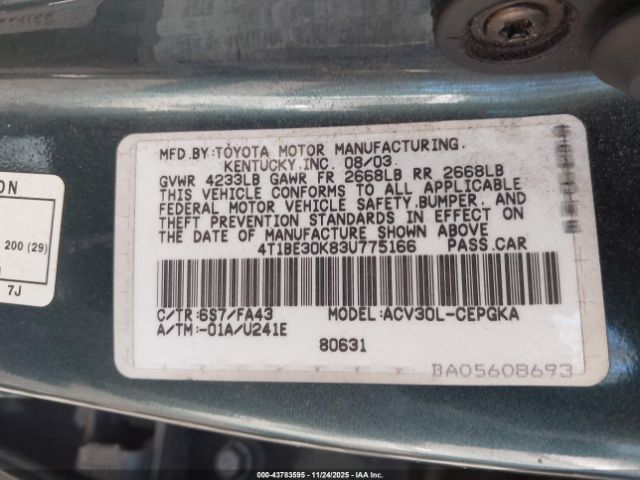 MFD.BY:TOYOTA MOTOR MANUFACTURING.
KENTUCKY.INC. 08/03
GVWR 4233LB GAWR FR 2668LB RR 2668LB
THIS VEHICLE CONFORMS TO ALL APPLICABLE
FEDERAL MOTOR VEHICLE SAFETY.BUMPER. AND
THEFT PREVENTION STANDARDS IN EFFECT ON
THE DATE OF MANUFACTURE SHOWN ABOVE
4T1BE30K83U775166 PASS.CAR
C/TR:6S7/FA43 MODEL:ACV30L-CEPGKA
A/TM:-01A/U241E
80631
BA05608693
ON
200 (29)
7J
000-43783595 - 11/24/2025 - IAA Inc.